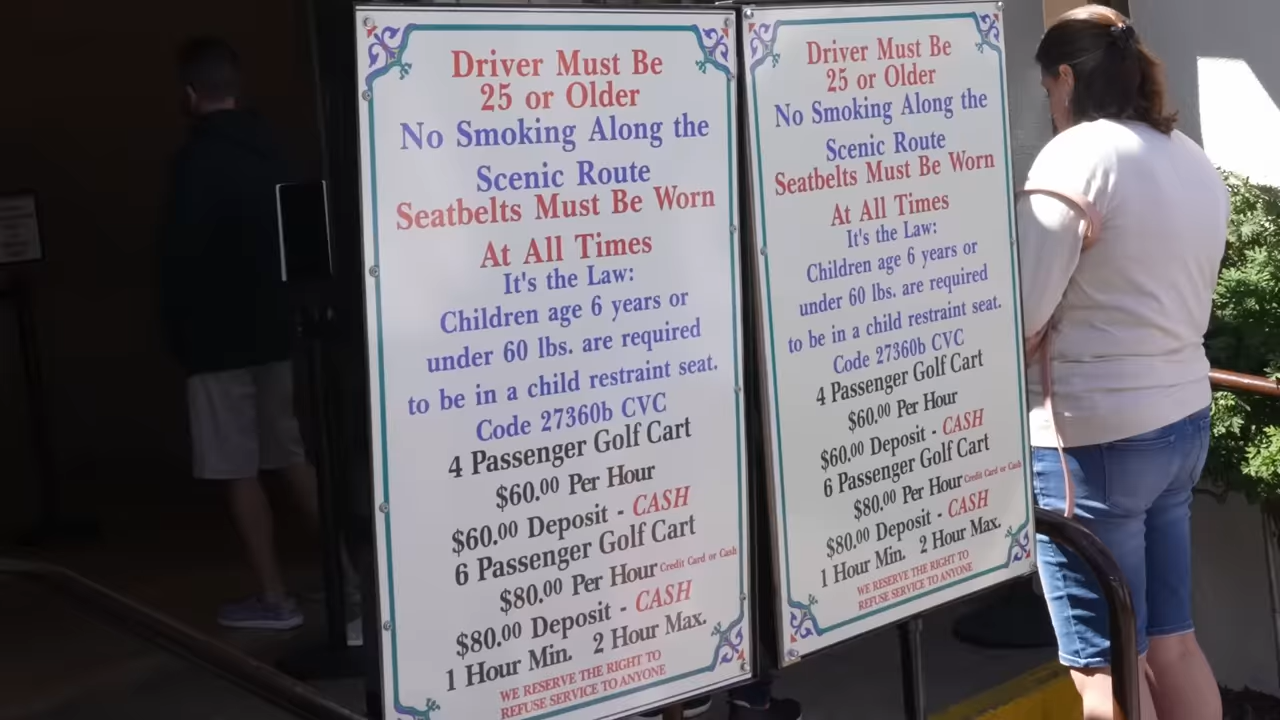 Driver Must Be
25 or Older
No Smoking Along the
Scenic Route
Seatbelts Must Be Worn
At All Times
It's the Law:
Children age 6 years or
under 60 lbs. are required
to be in a child restraint seat.
Code 27360b CVC
4 Passenger Golf Cart
$60.00 Per Hour
$60.00 Deposit - CASH
6 Passenger Golf Cart
$80.00 Per Hour Credit Card or Cash
$80.00 Deposit - CASH
1 Hour Min. 2 Hour Max.
WE RESERVE THE RIGHT TO
REFUSE SERVICE TO ANYONE
Driver Must Be
25 or Older
No Smoking Along the
Scenic Route
Seatbelts Must Be Worn
At All Times
It's the Law:
Children age 6 years or
under 60 lbs. are required
to be in a child restraint seat.
Code 27360b CVC
4 Passenger Golf Cart
$60.00 Per Hour
$60.00 Deposit - CASH
6 Passenger Golf Cart
$80.00 Per Hour Credit Card or Cash
$80.00 Deposit - CASH
1 Hour Min. 2 Hour Max.
WE RESERVE THE RIGHT TO
REFUSE SERVICE TO ANYONE